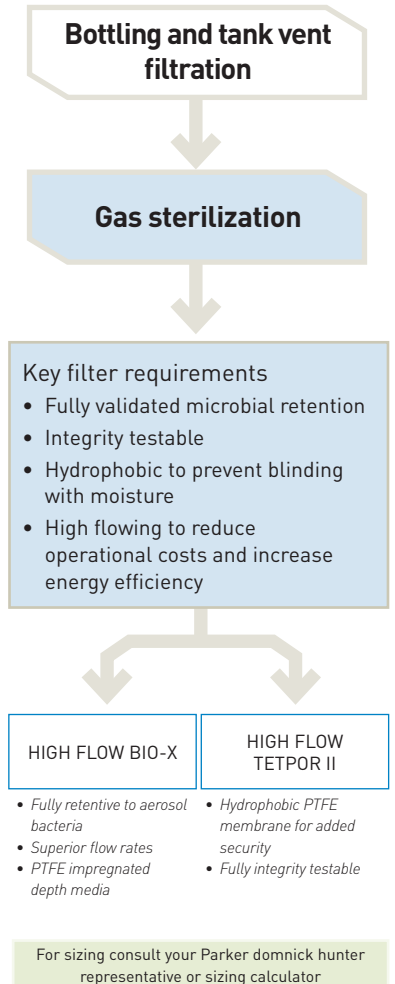 Bottling and tank vent
filtration
Gas sterilization
Key filter requirements
• Fully validated microbial retention
• Integrity testable
• Hydrophobic to prevent blinding
with moisture
• High flowing to reduce
operational costs and increase
energy efficiency
HIGH FLOW BIO-X
• Fully retentive to aerosol
bacteria
• Superior flow rates
• PTFE impregnated
depth media
HIGH FLOW
TETPOR II
• Hydrophobic PTFE
membrane for added
security
• Fully integrity testable
For sizing consult your Parker domnick hunter
representative or sizing calculator